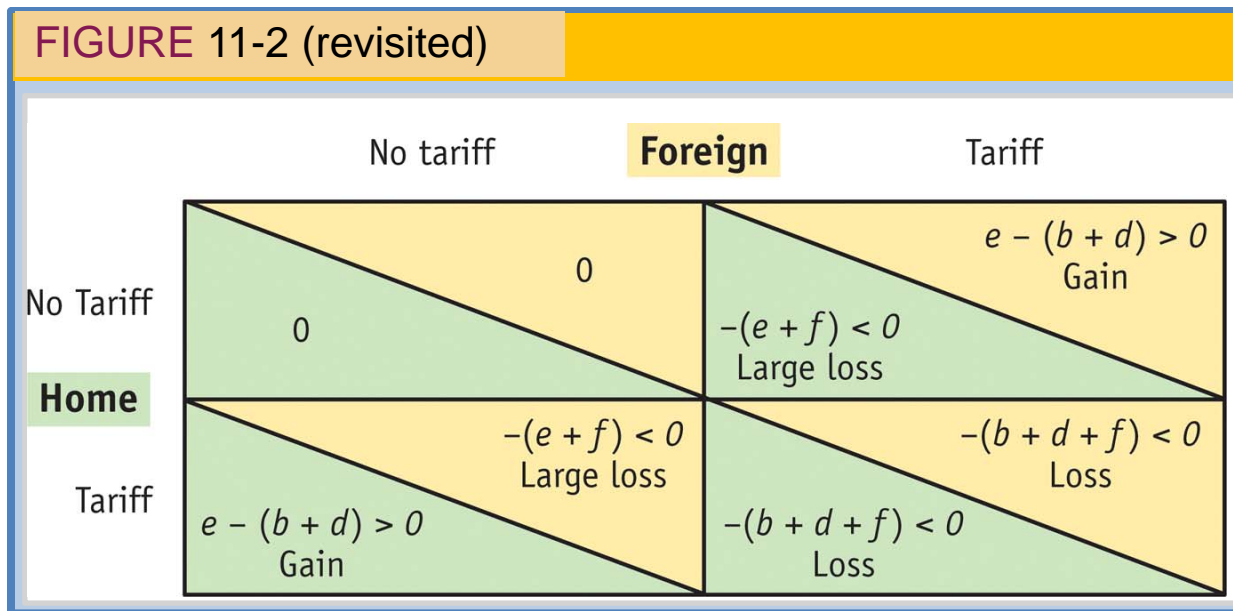 FIGURE 11-2 (revisited)
No tariff Foreign Tariff
e – (b + d) > 0
Gain
0
No Tariff
0
–(e + f) < 0
Large loss
Home
–(e + f) < 0
Large loss
–(b + d + f) < 0
Loss
Tariff
e – (b + d) > 0
Gain
–(b + d + f) < 0
Loss